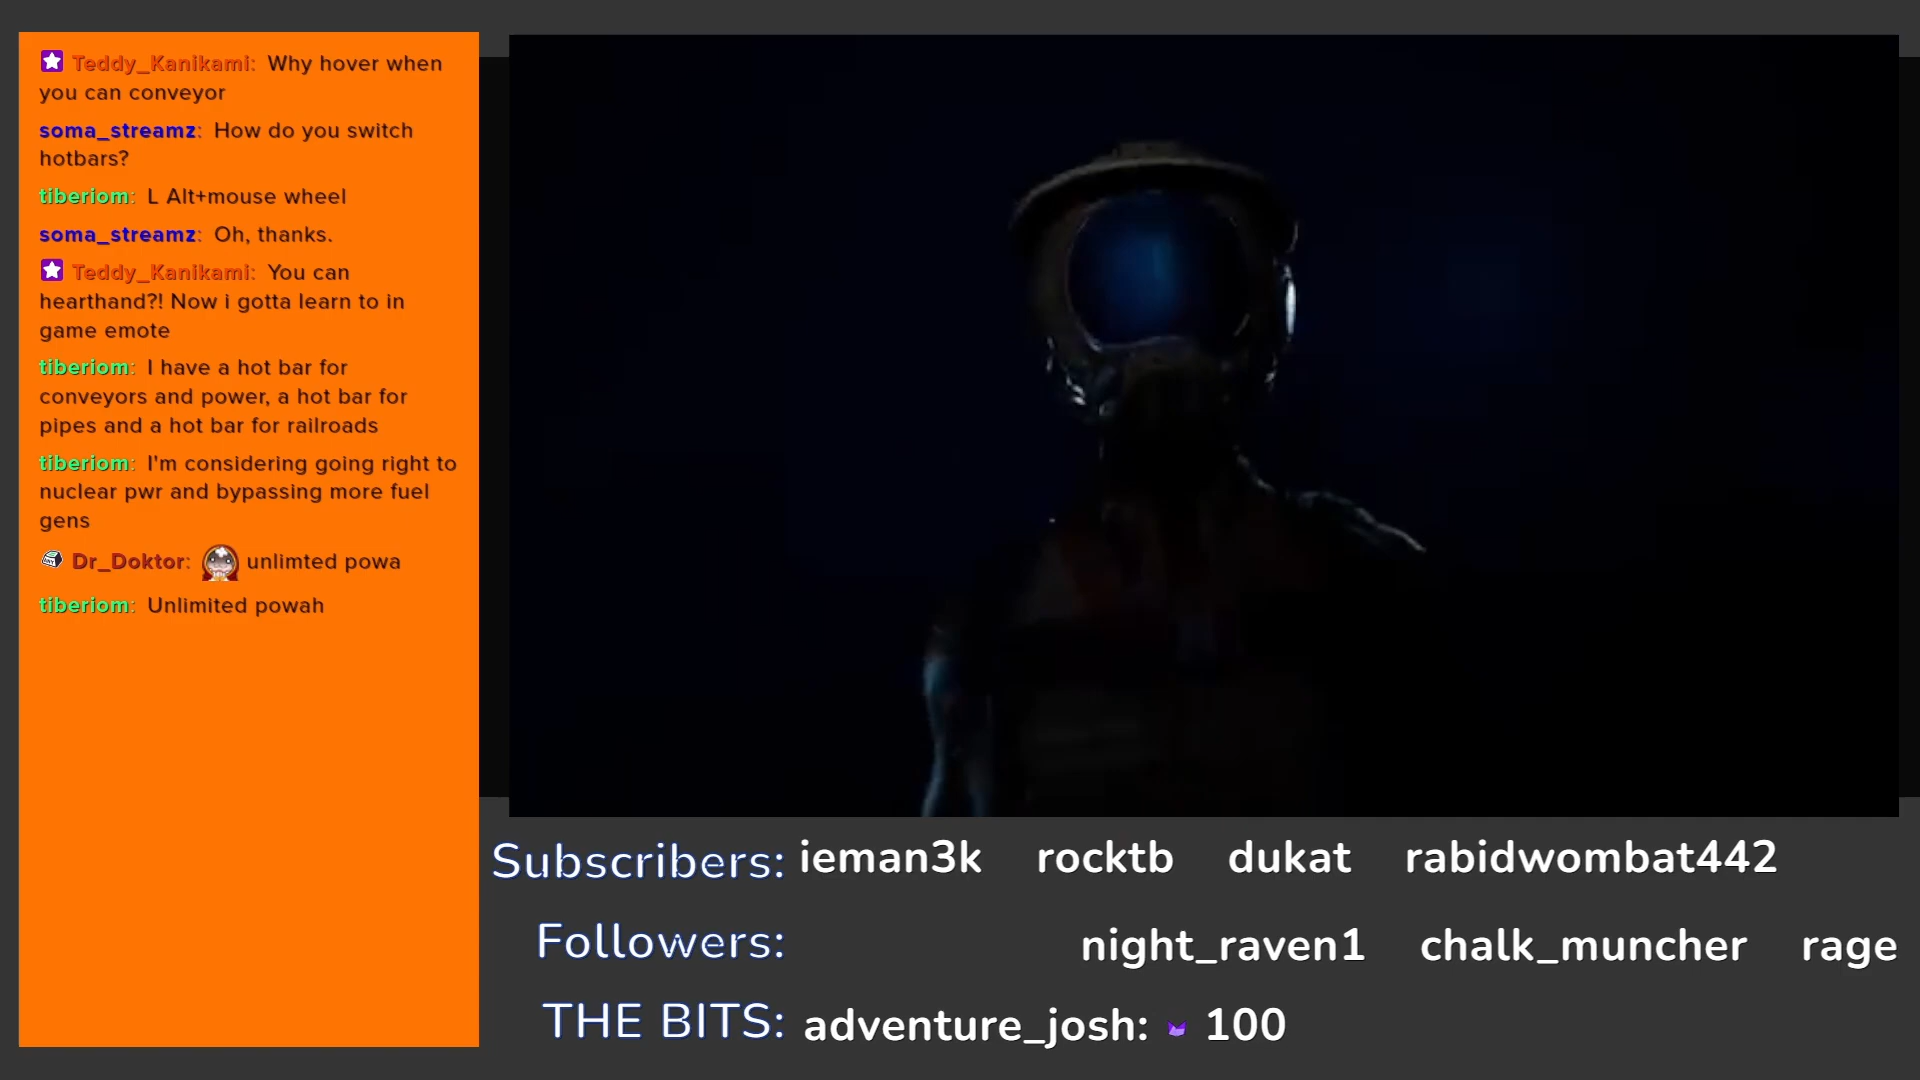 Teddy_Kanikami: Why hover when
you can conveyor
soma_streamz: How do you switch
hotbars?
tiberiom: L Alt+mouse wheel
soma_streamz: Oh, thanks.
Teddy_Kanikami: You can
hearthand?! Now i gotta learn to in
game emote
tiberiom: I have a hot bar for
conveyors and power, a hot bar for
pipes and a hot bar for railroads
tiberiom: I'm considering going right to
nuclear pwr and bypassing more fuel
gens
Dr_Doktor: unlimted powa
tiberiom: Unlimited powah
Subscribers: ieman3k rocktb dukat rabidwombat442
Followers: night_raven1 chalk_muncher rage
THE BITS: adventure_josh: 100